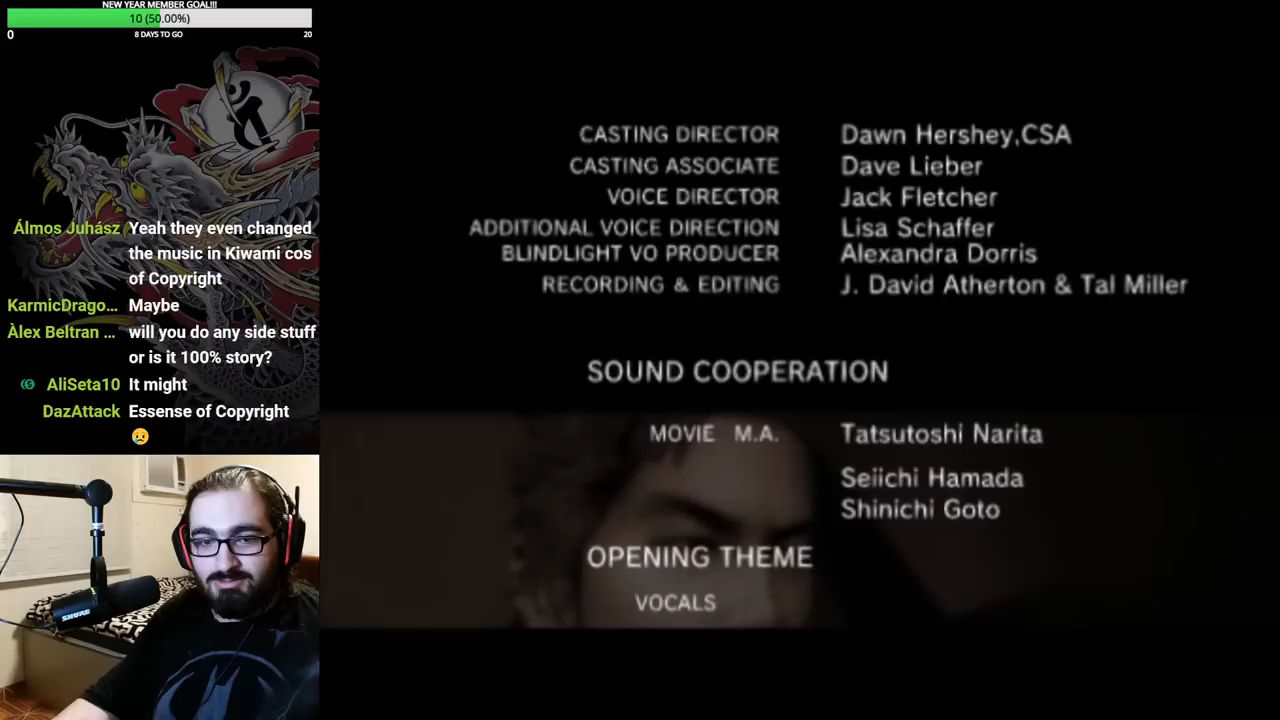 NEW YEAR MEMBER GOAL!!!
10 (50.00%)
0 8 DAYS TO GO 20
Álmos Juhász Yeah they even changed
the music in Kiwami cos
of Copyright
KarmicDrago... Maybe
Àlex Beltran ... will you do any side stuff
or is it 100% story?
AliSeta10 It might
DazAttack Essense of Copyright
😥
SHURE
CASTING DIRECTOR Dawn Hershey,CSA
CASTING ASSOCIATE Dave Lieber
VOICE DIRECTOR Jack Fletcher
ADDITIONAL VOICE DIRECTION Lisa Schaffer
BLINDLIGHT VO PRODUCER Alexandra Dorris
RECORDING & EDITING J. David Atherton & Tal Miller
SOUND COOPERATION
MOVIE M.A. Tatsutoshi Narita
Seiichi Hamada
Shinichi Goto
OPENING THEME
VOCALS